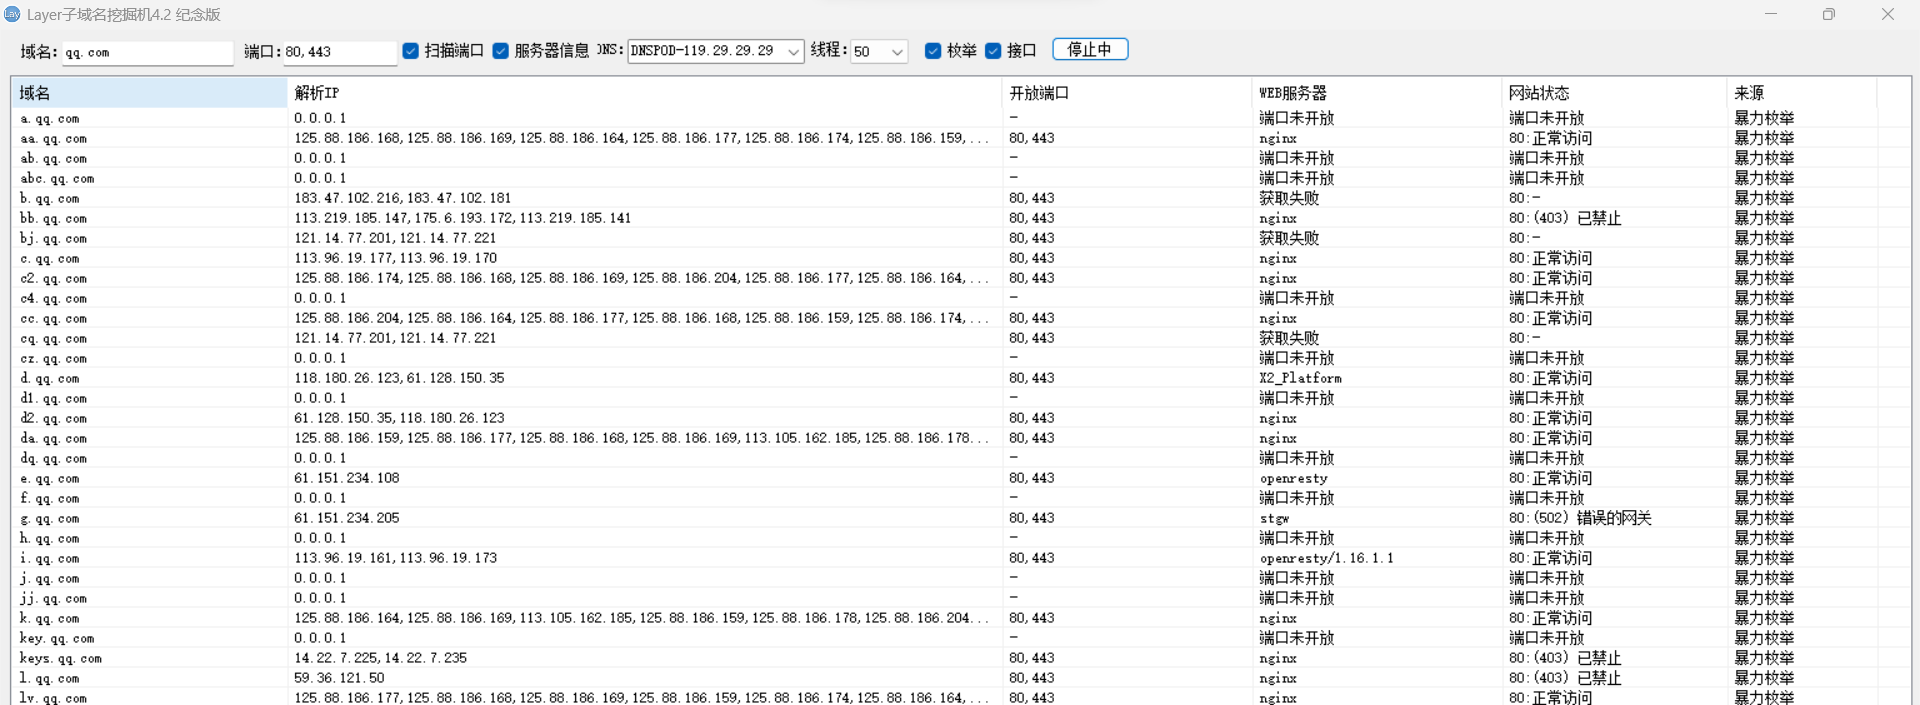 Layer子域名挖掘机4.2 纪念版
域名: qq.com 端口: 80,443 扫描端口 服务器信息 DNS: DNSPOD-119.29.29.29 线程: 50 枚举 接口 停止中
域名 解析IP 开放端口 WEB服务器 网站状态 来源
a.qq.com 0.0.0.1 - 端口未开放 端口未开放 暴力枚举
aa.qq.com 125.88.186.168,125.88.186.169,125.88.186.164,125.88.186.177,125.88.186.174,125.88.186.159,... 80,443 nginx 80:正常访问 暴力枚举
ab.qq.com 0.0.0.1 - 端口未开放 端口未开放 暴力枚举
abc.qq.com 0.0.0.1 - 端口未开放 端口未开放 暴力枚举
b.qq.com 183.47.102.216,183.47.102.181 80,443 获取失败 80:- 暴力枚举
bb.qq.com 113.219.185.147,175.6.193.172,113.219.185.141 80,443 nginx 80:(403) 已禁止 暴力枚举
bj.qq.com 121.14.77.201,121.14.77.221 80,443 获取失败 80:- 暴力枚举
c.qq.com 113.96.19.177,113.96.19.170 80,443 nginx 80:正常访问 暴力枚举
c2.qq.com 125.88.186.174,125.88.186.168,125.88.186.169,125.88.186.204,125.88.186.177,125.88.186.164,... 80,443 nginx 80:正常访问 暴力枚举
c4.qq.com 0.0.0.1 - 端口未开放 端口未开放 暴力枚举
cc.qq.com 125.88.186.204,125.88.186.164,125.88.186.177,125.88.186.168,125.88.186.159,125.88.186.174,... 80,443 nginx 80:正常访问 暴力枚举
cq.qq.com 121.14.77.201,121.14.77.221 80,443 获取失败 80:- 暴力枚举
cz.qq.com 0.0.0.1 - 端口未开放 端口未开放 暴力枚举
d.qq.com 118.180.26.123,61.128.150.35 80,443 X2_Platform 80:正常访问 暴力枚举
d1.qq.com 0.0.0.1 - 端口未开放 端口未开放 暴力枚举
d2.qq.com 61.128.150.35,118.180.26.123 80,443 nginx 80:正常访问 暴力枚举
da.qq.com 125.88.186.159,125.88.186.177,125.88.186.168,125.88.186.169,113.105.162.185,125.88.186.178... 80,443 nginx 80:正常访问 暴力枚举
dq.qq.com 0.0.0.1 - 端口未开放 端口未开放 暴力枚举
e.qq.com 61.151.234.108 80,443 openresty 80:正常访问 暴力枚举
f.qq.com 0.0.0.1 - 端口未开放 端口未开放 暴力枚举
g.qq.com 61.151.234.205 80,443 stgw 80:(502) 错误的网关 暴力枚举
h.qq.com 0.0.0.1 - 端口未开放 端口未开放 暴力枚举
i.qq.com 113.96.19.161,113.96.19.173 80,443 openresty/1.16.1.1 80:正常访问 暴力枚举
j.qq.com 0.0.0.1 - 端口未开放 端口未开放 暴力枚举
jj.qq.com 0.0.0.1 - 端口未开放 端口未开放 暴力枚举
k.qq.com 125.88.186.164,125.88.186.169,113.105.162.185,125.88.186.159,125.88.186.178,125.88.186.204... 80,443 nginx 80:正常访问 暴力枚举
key.qq.com 0.0.0.1 - 端口未开放 端口未开放 暴力枚举
keys.qq.com 14.22.7.225,14.22.7.235 80,443 nginx 80:(403) 已禁止 暴力枚举
l.qq.com 59.36.121.50 80,443 nginx 80:(403) 已禁止 暴力枚举
lv.qq.com 125.88.186.177,125.88.186.168,125.88.186.169,125.88.186.159,125.88.186.174,125.88.186.164,... 80,443 nginx 80:正常访问 暴力枚举